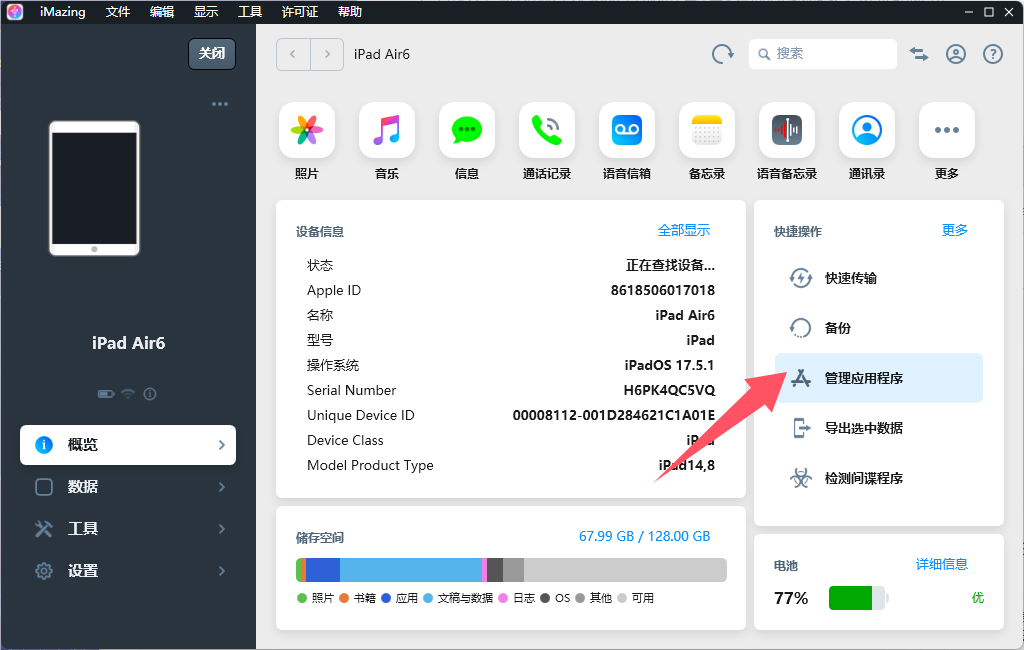 iMazing 文件 编辑 显示 工具 许可证 帮助
关闭
iPad Air6
搜索
照片 音乐 信息 通话记录 语音信箱 备忘录 语音备忘录 通讯录 更多
iPad Air6
概览
数据
工具
设置
设备信息 全部显示
状态 正在查找设备...
Apple ID 8618506017018
名称 iPad Air6
型号 iPad
操作系统 iPadOS 17.5.1
Serial Number H6PK4QC5VQ
Unique Device ID 00008112-001D284621C1A01E
Device Class iPad
Model Product Type iPad14,8
储存空间 67.99 GB / 128.00 GB
照片 书籍 应用 文稿与数据 日志 OS 其他 可用
快捷操作 更多
快速传输
备份
管理应用程序
导出选中数据
检测间谍程序
电池 详细信息
77% 优